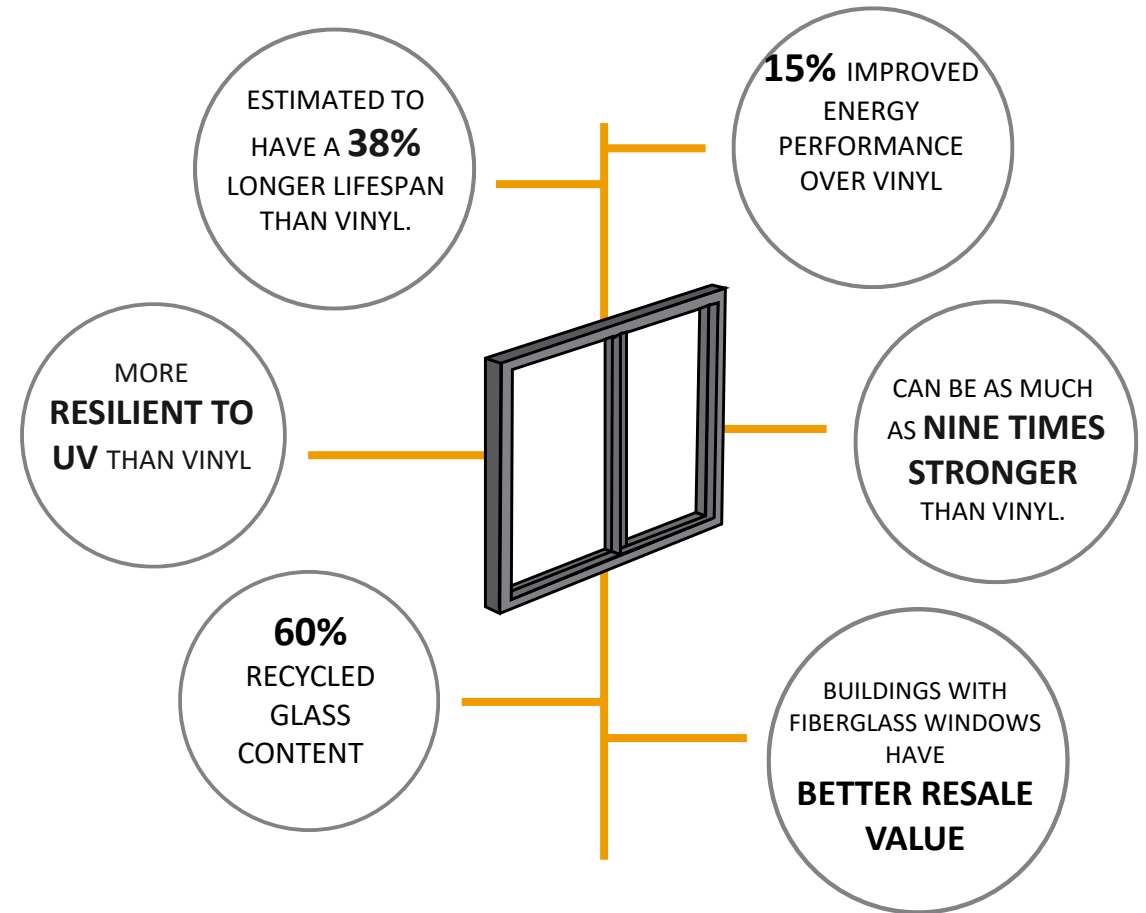 ESTIMATED TO
HAVE A 38%
LONGER LIFESPAN
THAN VINYL.
15% IMPROVED
ENERGY
PERFORMANCE
OVER VINYL
MORE
RESILIENT TO
UV THAN VINYL
CAN BE AS MUCH
AS NINE TIMES
STRONGER
THAN VINYL.
60%
RECYCLED
GLASS
CONTENT
BUILDINGS WITH
FIBERGLASS WINDOWS
HAVE
BETTER RESALE
VALUE